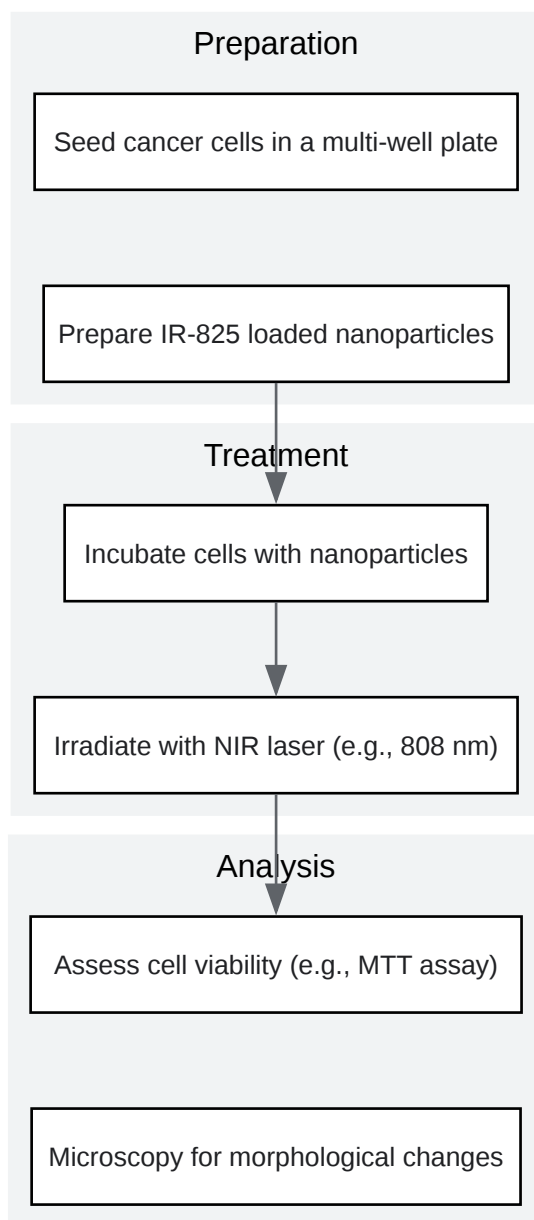 Preparation
Seed cancer cells in a multi-well plate
Prepare IR-825 loaded nanoparticles
Treatment
Incubate cells with nanoparticles
Irradiate with NIR laser (e.g., 808 nm)
Analysis
Assess cell viability (e.g., MTT assay)
Microscopy for morphological changes